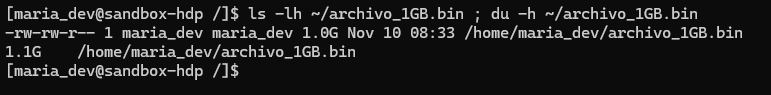 [maria_dev@sandbox-hdp /]$ ls -lh ~/archivo_1GB.bin ; du -h ~/archivo_1GB.bin
-rw-rw-r-- 1 maria_dev maria_dev 1.0G Nov 10 08:33 /home/maria_dev/archivo_1GB.bin
1.1G    /home/maria_dev/archivo_1GB.bin
[maria_dev@sandbox-hdp /]$